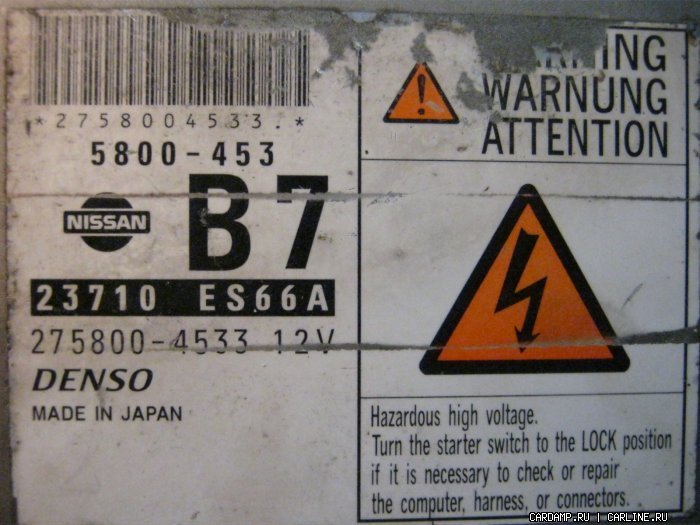 *2758004533.*
5800-453
NISSAN
B7
23710 ES66A
275800-4533 12V
DENSO
MADE IN JAPAN
WARNUNG
ATTENTION
Hazardous high voltage.
Turn the starter switch to the LOCK position
if it is necessary to check or repair
the computer, harness, or connectors.
CARDAMP.RU | CARLINE.RU